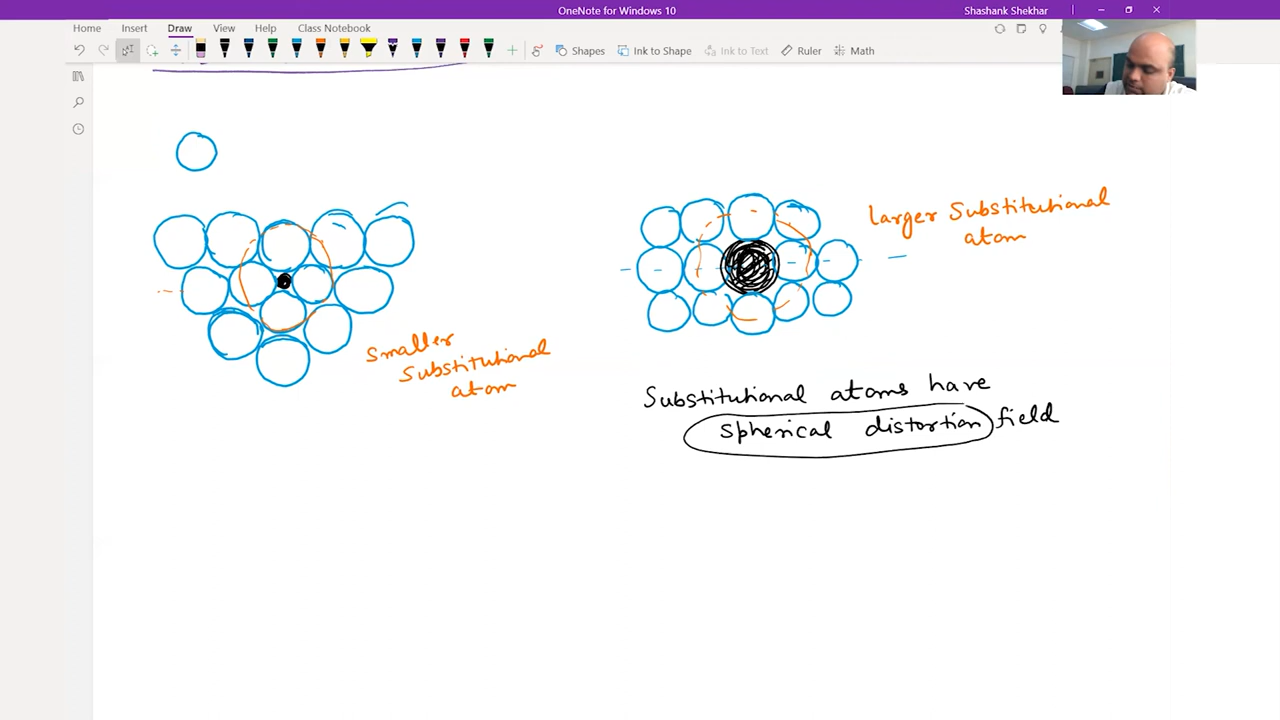 OneNote for Windows 10
Shashank Shekhar
Home Insert Draw View Help Class Notebook
Shapes Ink to Shape Ink to Text Ruler Math
larger Substitutional
atom
Smaller
Substitutional
atom
Substitutional atoms have
spherical distortion field